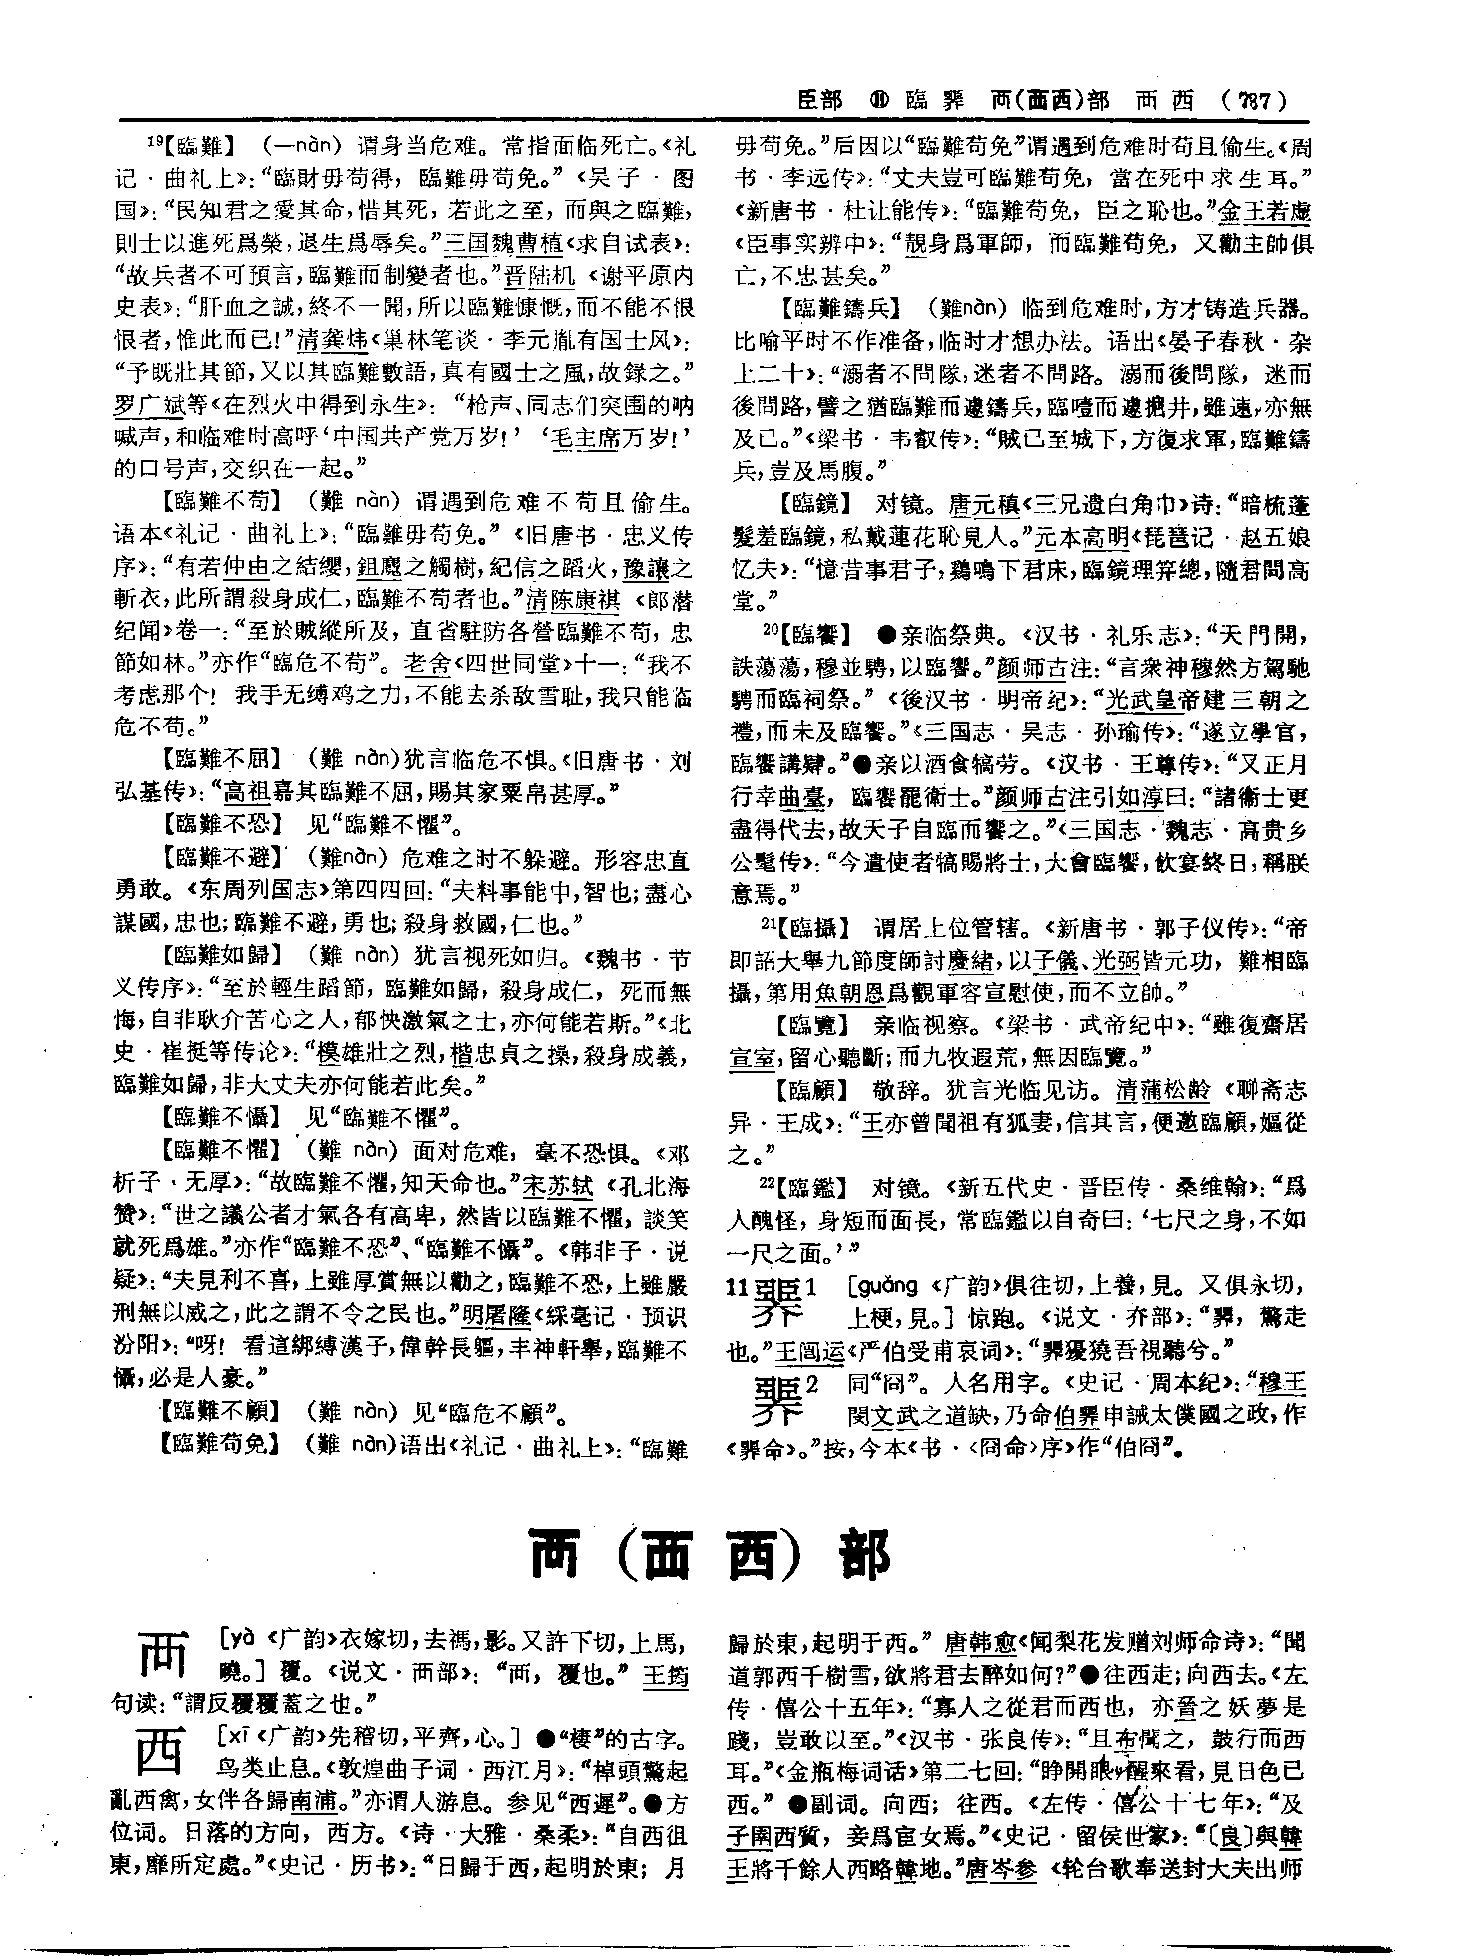 臣部 ⑪ 臨 臩 襾(覀西)部 襾 西 (787)
¹⁹【臨難】 (—nàn) 谓身当危难。常指面临死亡。《礼
记·曲礼上》：“臨財毋苟得，臨難毋苟免。”《吴子·图
国》：“民知君之愛其命，惜其死，若此之至，而與之臨難，
則士以進死爲榮，退生爲辱矣。”三国魏曹植《求自试表》：
“故兵者不可預言，臨難而制變者也。”晋陆机《谢平原内
史表》：“肝血之誠，終不一聞，所以臨難慷慨，而不能不恨
恨者，惟此而已!”清龚炜《巢林笔谈·李元胤有国士风》：
“予旣壯其節，又以其臨難數語，真有國士之風，故録之。”
罗广斌等《在烈火中得到永生》：“枪声、同志们突围的呐
喊声，和临难时高呼‘中国共产党万岁!’‘毛主席万岁!’
的口号声，交织在一起。”
【臨難不苟】 (難 nàn) 谓遇到危难不苟且偷生。
语本《礼记·曲礼上》：“臨難毋苟免。”《旧唐书·忠义传
序》：“有若仲由之結纓，鉏麑之觸樹，紀信之蹈火，豫讓之
斬衣，此所謂殺身成仁，臨難不苟者也。”清陈康祺《郎潜
纪闻》卷一：“至於賊縱所及，直省駐防各營臨難不苟，忠
節如林。”亦作“臨危不苟”。老舍《四世同堂》十一：“我不
考虑那个! 我手无缚鸡之力，不能去杀敌雪耻，我只能临
危不苟。”
【臨難不屈】 (難 nàn)犹言临危不惧。《旧唐书·刘
弘基传》：“高祖嘉其臨難不屈，賜其家粟帛甚厚。”
【臨難不恐】 见“臨難不懼”。
【臨難不避】 (難nàn) 危难之时不躲避。形容忠直
勇敢。《东周列国志》第四四回：“夫料事能中，智也；盡心
謀國，忠也；臨難不避，勇也；殺身救國，仁也。”
【臨難如歸】 (難 nàn) 犹言视死如归。《魏书·节
义传序》：“至於輕生蹈節，臨難如歸，殺身成仁，死而無
悔，自非耿介苦心之人，郁怏激氣之士，亦何能若斯。”《北
史·崔挺等传论》：“模雄壯之烈，楷忠貞之操，殺身成義，
臨難如歸，非大丈夫亦何能若此矣。”
【臨難不懾】 见“臨難不懼”。
【臨難不懼】 (難 nàn) 面对危难，毫不恐惧。《邓
析子·无厚》：“故臨難不懼，知天命也。”宋苏轼《孔北海
赞》：“世之議公者才氣各有高卑，然皆以臨難不懼，談笑
就死爲雄。”亦作“臨難不恐”、“臨難不懾”。《韩非子·说
疑》：“夫見利不喜，上雖厚賞無以勸之，臨難不恐，上雖嚴
刑無以威之，此之謂不令之民也。”明屠隆《綵毫记·预识
汾阳》：“呀! 看這綁縛漢子，偉幹長軀，丰神軒舉，臨難不
懾，必是人豪。”
【臨難不顧】 (難 nàn) 见“臨危不顧”。
【臨難苟免】 (難 nàn)语出《礼记·曲礼上》：“臨難
毋苟免。”后因以“臨難苟免”谓遇到危难时苟且偷生。《周
书·李远传》：“丈夫豈可臨難苟免，當在死中求生耳。”
《新唐书·杜让能传》：“臨難苟免，臣之恥也。”金王若虚
《臣事实辨中》：“靚身爲軍師，而臨難苟免，又勸主帥俱
亡，不忠甚矣。”
【臨難鑄兵】 (難nàn) 临到危难时，方才铸造兵器。
比喻平时不作准备，临时才想办法。语出《晏子春秋·杂
上二十》：“溺者不問隊，迷者不問路。溺而後問隊，迷而
後問路，譬之猶臨難而遽鑄兵，臨噎而遽掘井，雖速，亦無
及已。”《梁书·韦叡传》：“賊已至城下，方復求軍，臨難鑄
兵，豈及馬腹。”
【臨鏡】 对镜。唐元稹《三兄遗白角巾》诗：“暗梳蓬
髮羞臨鏡，私戴蓮花恥見人。”元本高明《琵琶记·赵五娘
忆夫》：“憶昔事君子，鷄鳴下君床，臨鏡理笄總，隨君問高
堂。”
²⁰【臨饗】 ●亲临祭典。《汉书·礼乐志》：“天門開，
詄蕩蕩，穆並騁，以臨饗。”颜师古注：“言衆神穆然方駕馳
騁而臨祠祭。”《後汉书·明帝纪》：“光武皇帝建三朝之
禮，而未及臨饗。”《三国志·吴志·孙瑜传》：“遂立學官，
臨饗講肄。”●亲以酒食犒劳。《汉书·王尊传》：“又正月
行幸曲臺，臨饗罷衛士。”颜师古注引如淳曰：“諸衞士更
盡得代去，故天子自臨而饗之。”《三国志·魏志·高贵乡
公髦传》：“今遣使者犒賜將士，大會臨饗，飲宴終日，稱朕
意焉。”
²¹【臨攝】 谓居上位管辖。《新唐书·郭子仪传》：“帝
即詔大舉九節度師討慶緒，以子儀、光弼皆元功，難相臨
攝，第用魚朝恩爲觀軍容宣慰使，而不立帥。”
【臨覽】 亲临视察。《梁书·武帝纪中》：“雖復齋居
宣室，留心聽斷；而九牧遐荒，無因臨覽。”
【臨顧】 敬辞。犹言光临见访。清蒲松龄《聊斋志
异·王成》：“王亦曾聞祖有狐妻，信其言，便邀臨顧，嫗從
之。”
²²【臨鑑】 对镜。《新五代史·晋臣传·桑维翰》：“爲
人醜怪，身短而面長，常臨鑑以自奇曰：‘七尺之身，不如
一尺之面。’”
11 臩1 [guǎng 《广韵》俱往切，上養，見。又俱永切，
上梗，見。] 惊跑。《说文·夰部》：“臩，驚走
也。”王闿运《严伯受甫哀词》：“臩獿獟吾視聽兮。”
臩2 同“冏”。人名用字。《史记·周本纪》：“穆王
閔文武之道缺，乃命伯臩申誡太僕國之政，作
《臩命》。”按，今本《书·〈冏命〉序》作“伯冏”。
襾(覀 西)部
襾 [yà 《广韵》衣嫁切，去禡，影。又許下切，上馬，
曉。] 覆。《说文·襾部》：“襾，覆也。” 王筠
句读：“謂反覆覆蓋之也。”
西 [xī 《广韵》先稽切，平齊，心。] ●“棲”的古字。
鸟类止息。《敦煌曲子词·西江月》：“棹頭驚起
亂西禽，女伴各歸南浦。”亦谓人游息。参见“西遲”。●方
位词。日落的方向，西方。《诗·大雅·桑柔》：“自西徂
東，靡所定處。”《史记·历书》：“日歸于西，起明於東；月
歸於東，起明于西。”唐韩愈《闻梨花发赠刘师命诗》：“聞
道郭西千樹雪，欲將君去醉如何?”●往西走；向西去。《左
传·僖公十五年》：“寡人之從君而西也，亦晉之妖夢是
踐，豈敢以至。”《汉书·张良传》：“且布聞之，鼓行而西
耳。”《金瓶梅词话》第二七回：“睁開眼醒來看，見日色已
西。” ●副词。向西；往西。《左传·僖公十七年》：“及
子圉西質，妾爲宦女焉。”《史记·留侯世家》：“〔良〕與韓
王將千餘人西略韓地。”唐岑参《轮台歌奉送封大夫出师